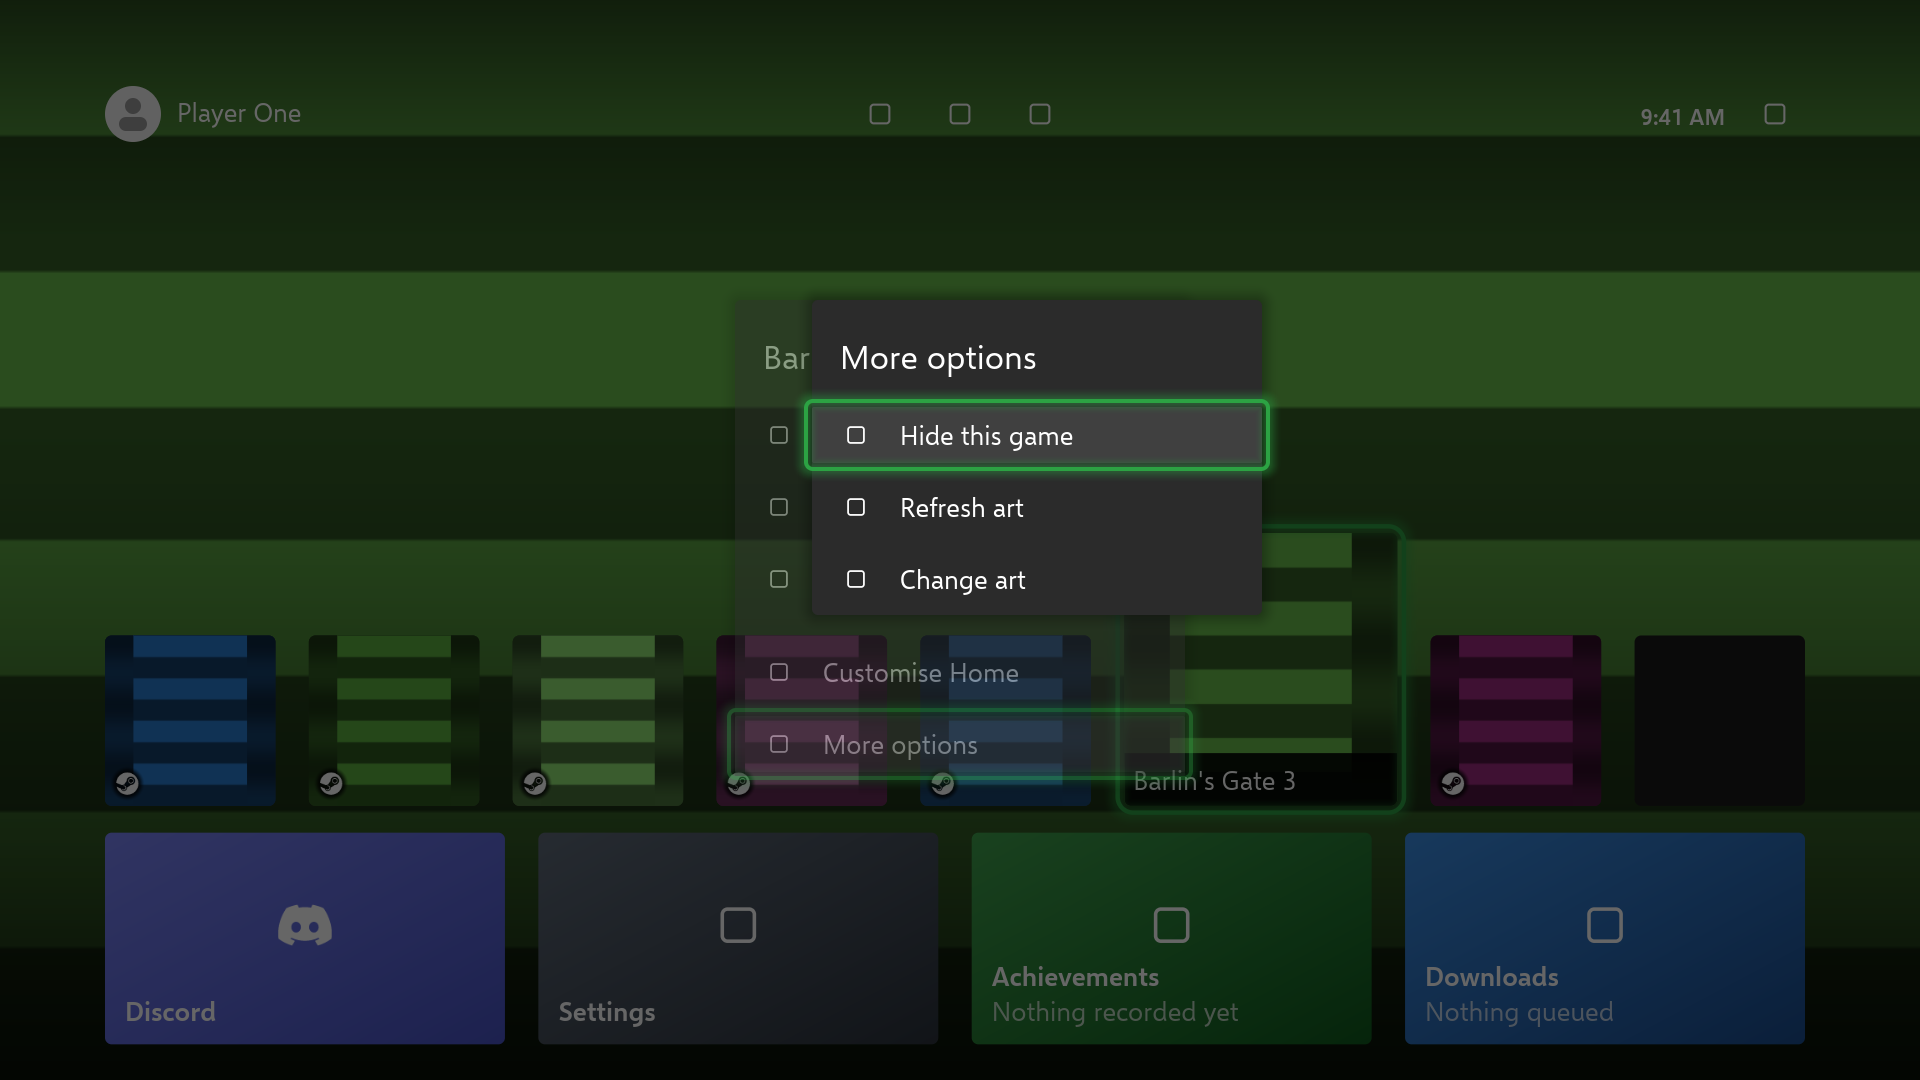 Player One
9:41 AM
Bar
More options
Hide this game
Refresh art
Change art
Customise Home
More options
Barlin's Gate 3
Discord
Settings
Achievements
Nothing recorded yet
Downloads
Nothing queued